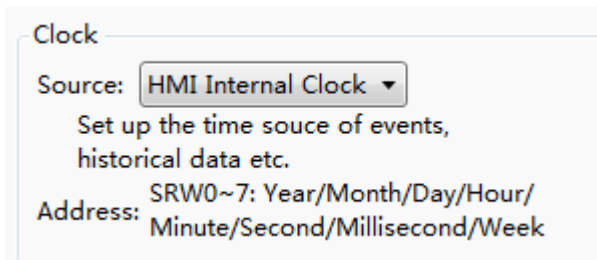 Clock
Source: HMI Internal Clock
Set up the time souce of events,
historical data etc.
Address: SRW0~7: Year/Month/Day/Hour/
Minute/Second/Millisecond/Week